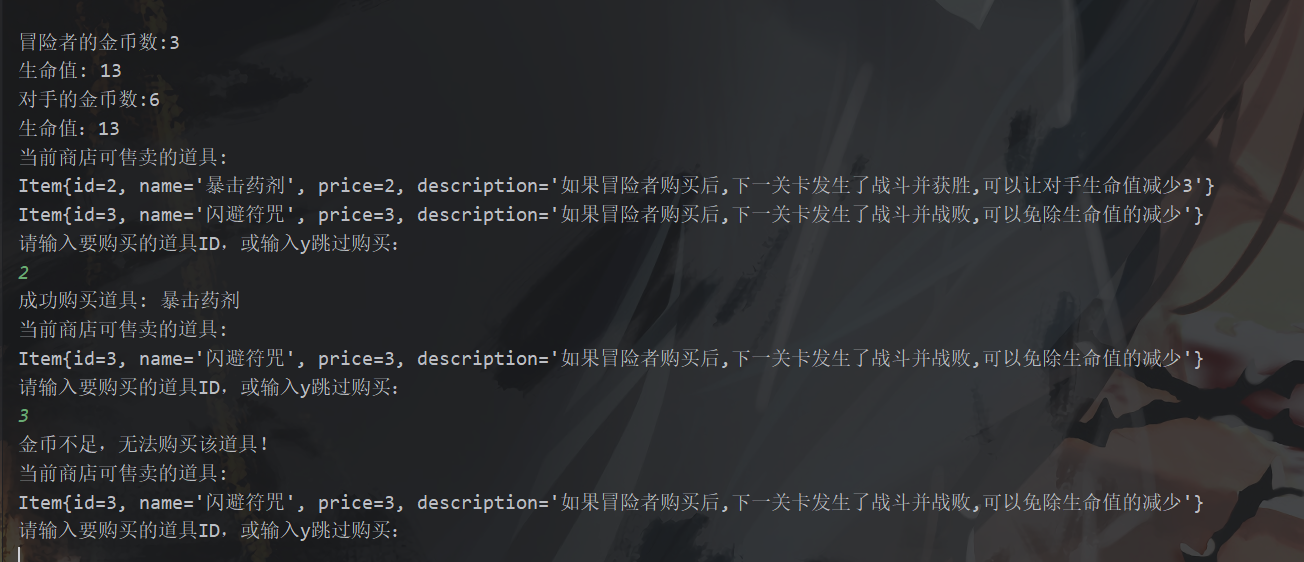 冒险者的金币数:3
生命值: 13
对手的金币数:6
生命值：13
当前商店可售卖的道具:
Item{id=2, name='暴击药剂', price=2, description='如果冒险者购买后,下一关卡发生了战斗并获胜,可以让对手生命值减少3'}
Item{id=3, name='闪避符咒', price=3, description='如果冒险者购买后,下一关卡发生了战斗并战败,可以免除生命值的减少'}
请输入要购买的道具ID，或输入y跳过购买：
2
成功购买道具: 暴击药剂
当前商店可售卖的道具:
Item{id=3, name='闪避符咒', price=3, description='如果冒险者购买后,下一关卡发生了战斗并战败,可以免除生命值的减少'}
请输入要购买的道具ID，或输入y跳过购买：
3
金币不足，无法购买该道具！
当前商店可售卖的道具:
Item{id=3, name='闪避符咒', price=3, description='如果冒险者购买后,下一关卡发生了战斗并战败,可以免除生命值的减少'}
请输入要购买的道具ID，或输入y跳过购买：